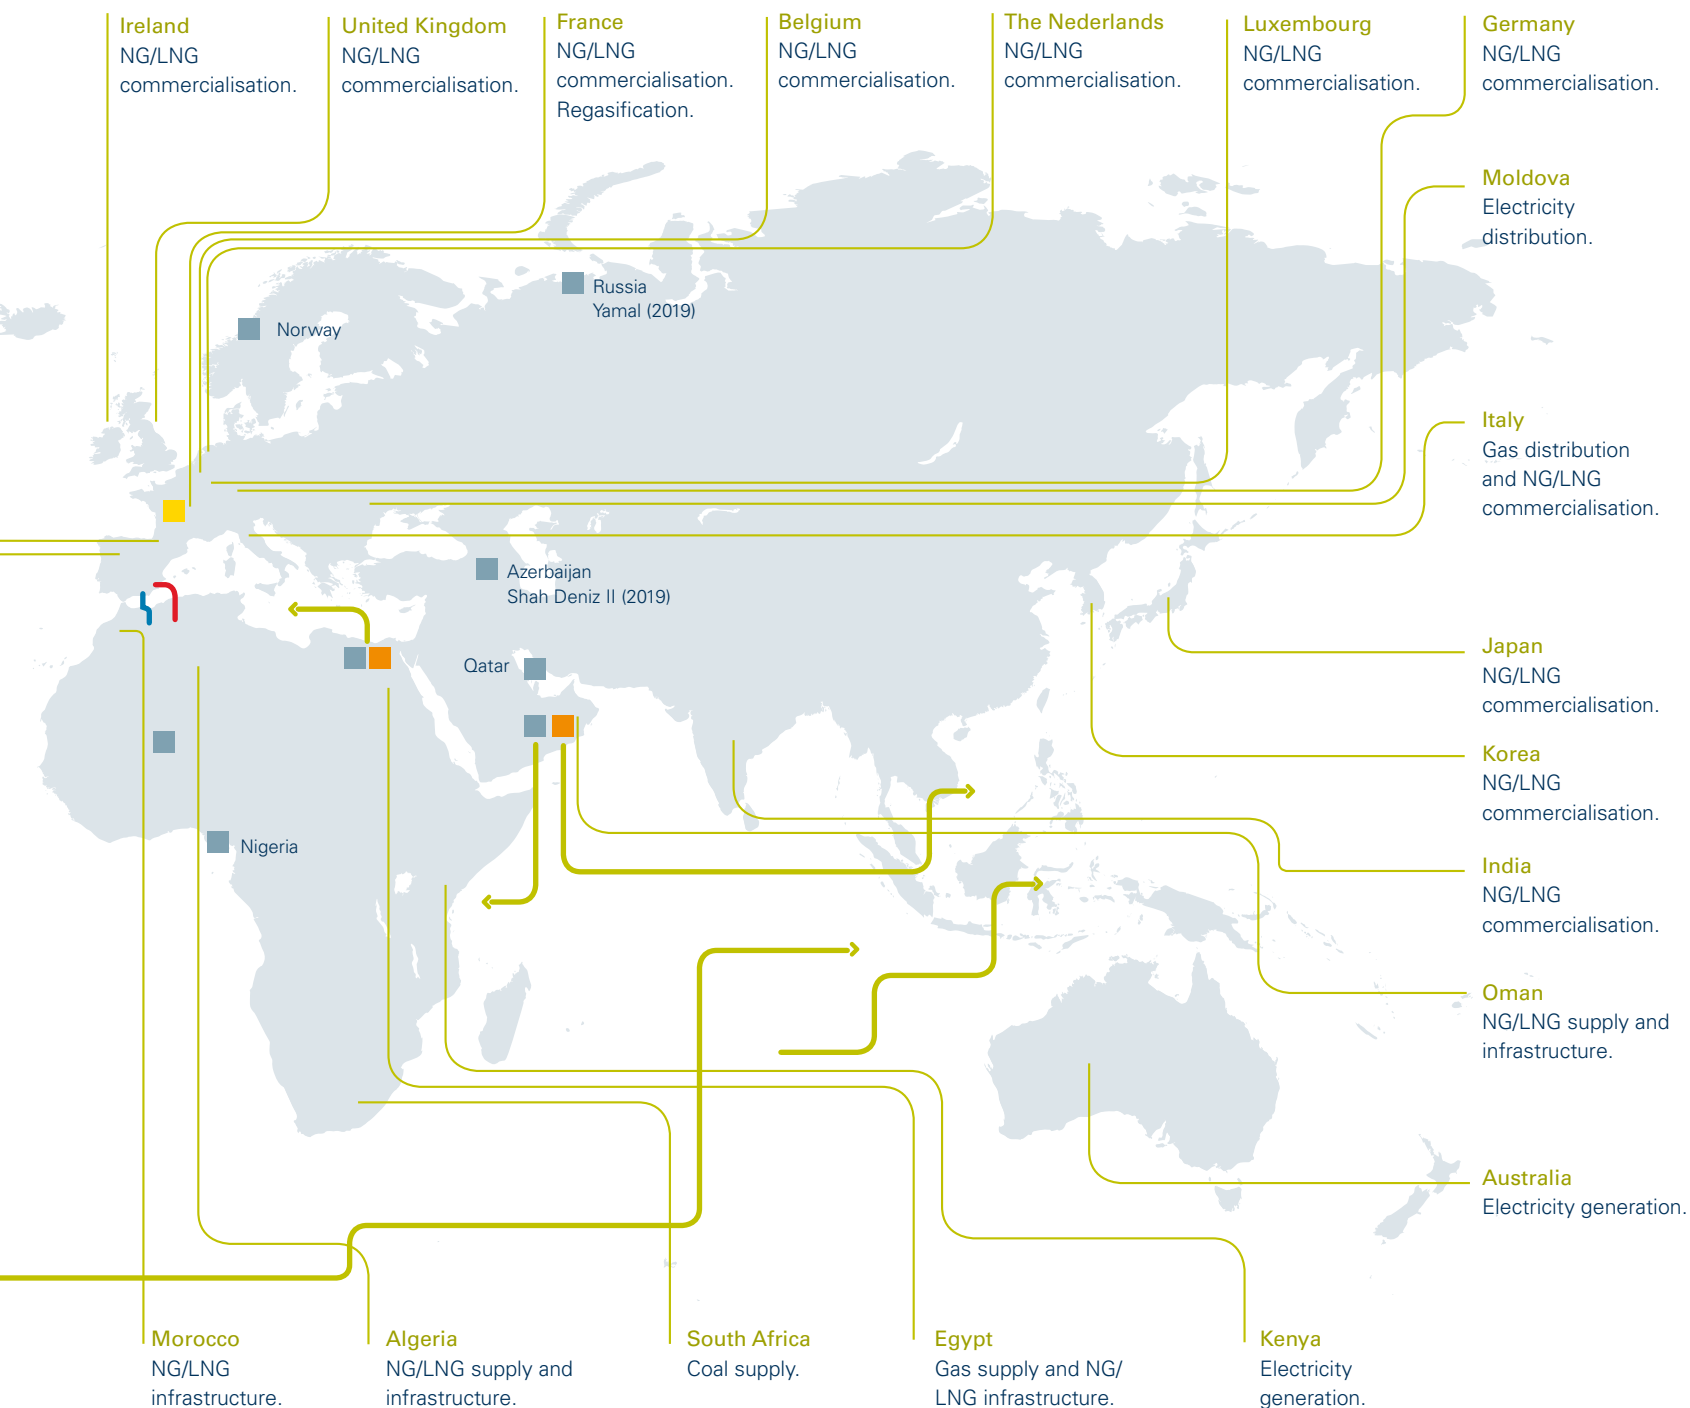 Ireland
NG/LNG
commercialisation.
United Kingdom
NG/LNG
commercialisation.
France
NG/LNG
commercialisation.
Regasification.
Belgium
NG/LNG
commercialisation.
The Nederlands
NG/LNG
commercialisation.
Luxembourg
NG/LNG
commercialisation.
Germany
NG/LNG
commercialisation.
Moldova
Electricity
distribution.
Russia
Yamal (2019)
Norway
Italy
Gas distribution
and NG/LNG
commercialisation.
Azerbaijan
Shah Deniz II (2019)
Qatar
Japan
NG/LNG
commercialisation.
Korea
NG/LNG
commercialisation.
Nigeria
India
NG/LNG
commercialisation.
Oman
NG/LNG supply and
infrastructure.
Australia
Electricity generation.
Morocco
NG/LNG
infrastructure.
Algeria
NG/LNG supply and
infrastructure.
South Africa
Coal supply.
Egypt
Gas supply and NG/
LNG infrastructure.
Kenya
Electricity
generation.